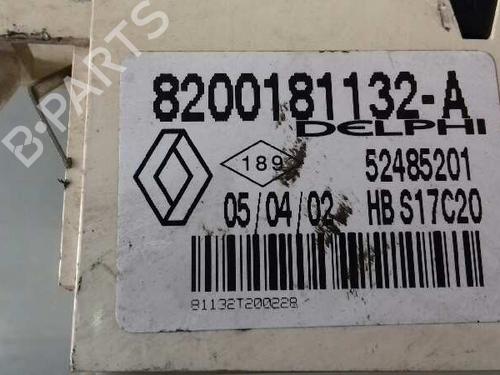 8200181132-A
DELPHI
189
52485201
05/04/02 HB S17C20
81132T200228
B-PARTS